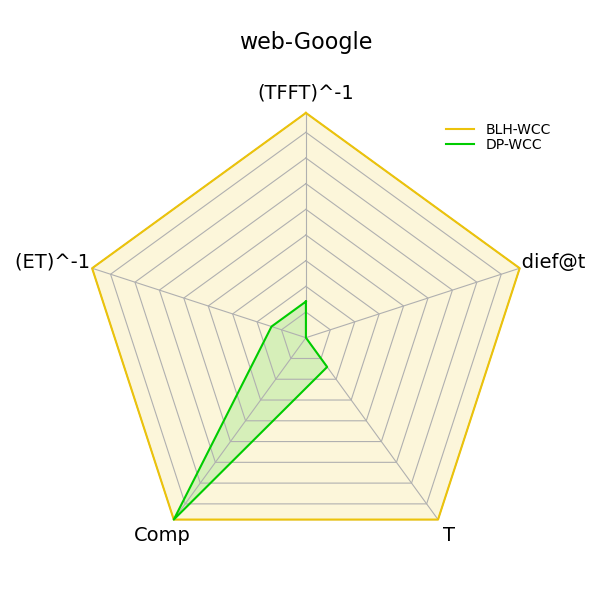 web-Google
(TFFT)^-1
BLH-WCC
DP-WCC
(ET)^-1
dief@t
Comp
T